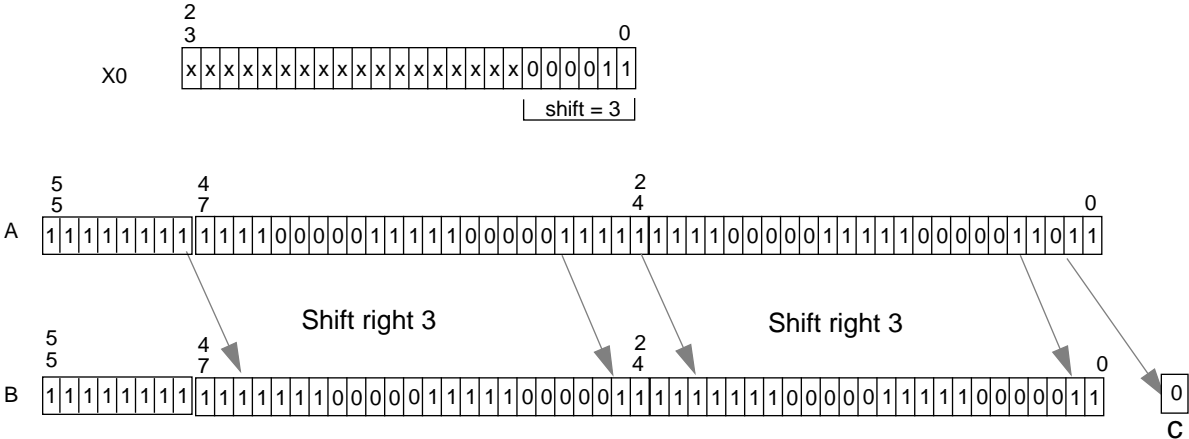 2
3 0
X0 x x x x x x x x x x x x x x x x x x 0 0 0 0 1 1
shift = 3
5 4 2
5 7 4 0
A 1 1 1 1 1 1 1 1 1 1 1 1 0 0 0 0 0 1 1 1 1 1 0 0 0 0 0 1 1 1 1 1 1 1 1 1 0 0 0 0 0 1 1 1 1 1 0 0 0 0 0 1 1 0 1 1
Shift right 3 Shift right 3
5 4 2
5 7 4 0
B 1 1 1 1 1 1 1 1 1 1 1 1 1 1 1 0 0 0 0 0 1 1 1 1 1 0 0 0 0 0 1 1 1 1 1 1 1 1 1 0 0 0 0 0 1 1 1 1 1 0 0 0 0 0 1 1 0
C